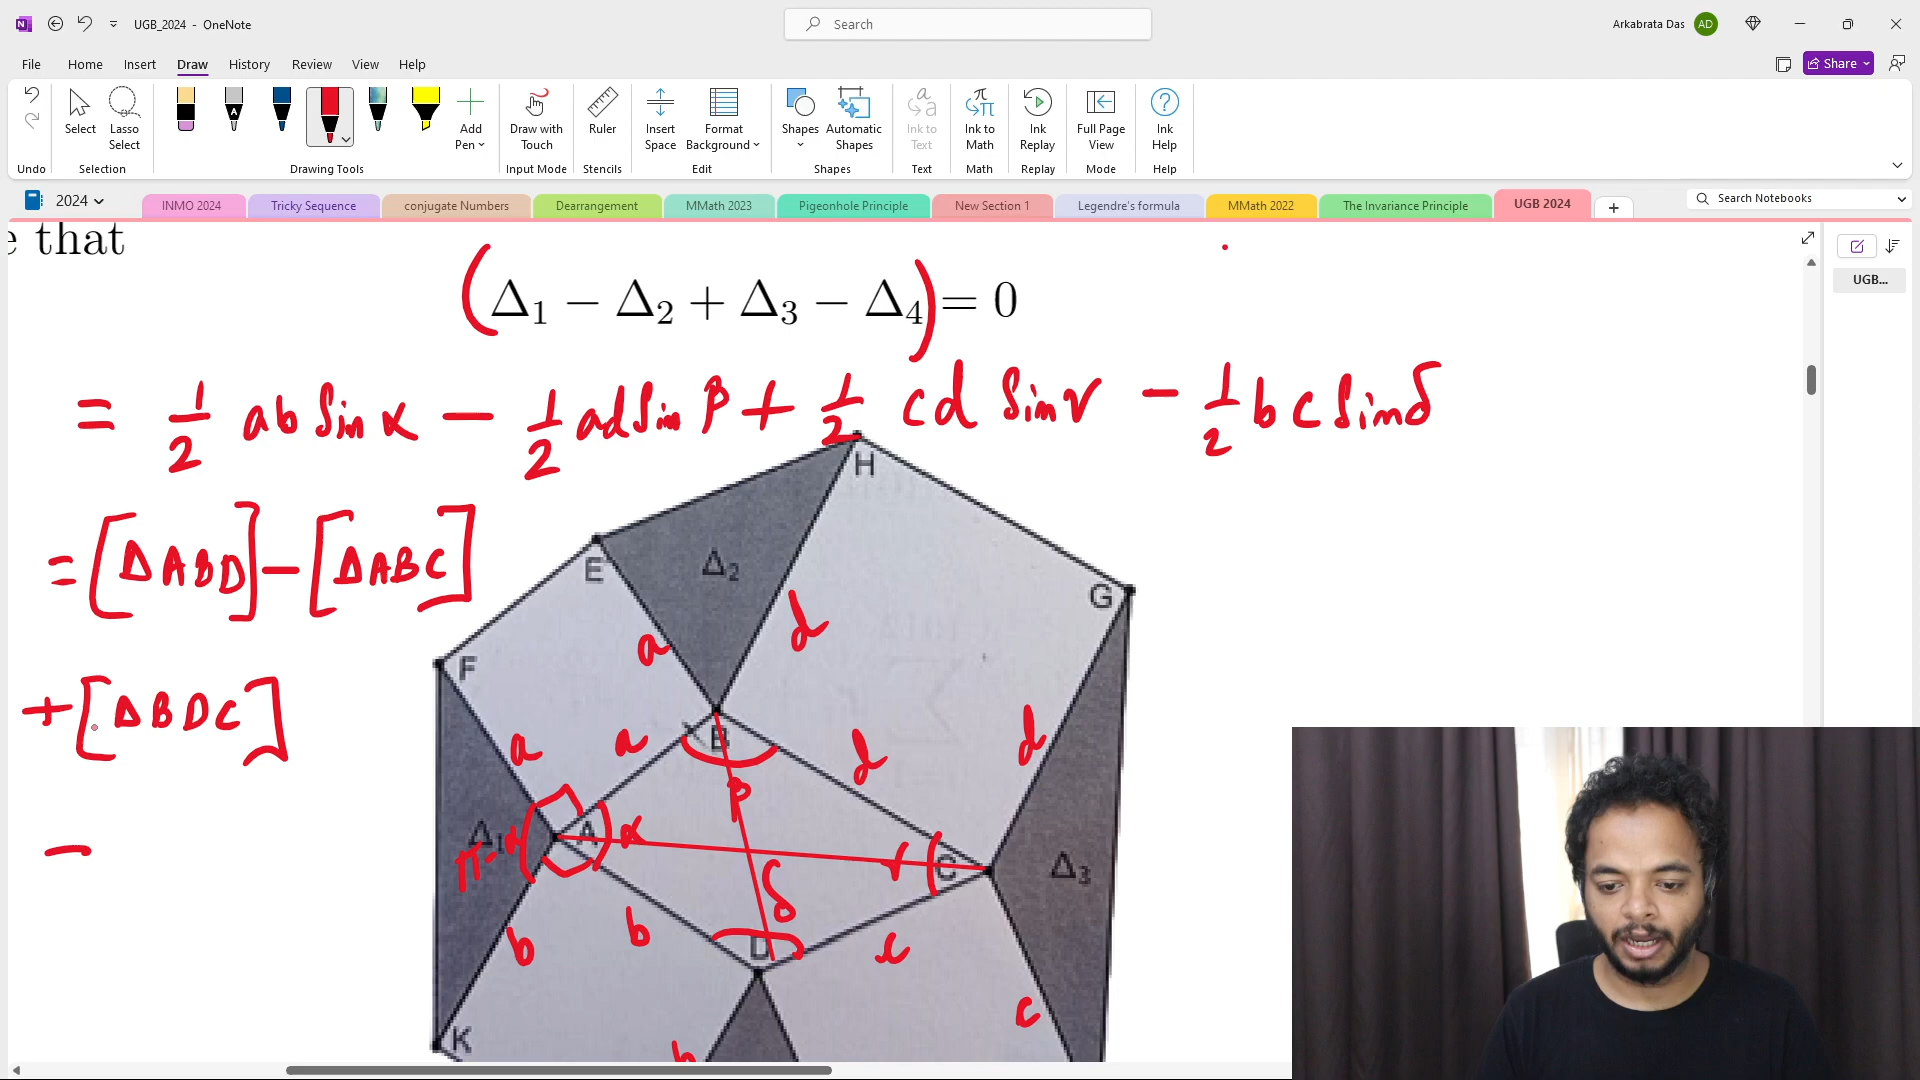 UGB_2024 - OneNote
Search
Arkabrata Das AD
File Home Insert Draw History Review View Help
Share
Undo
Select
Lasso Select
Selection
Drawing Tools
Add Pen
Draw with Touch
Input Mode
Ruler
Stencils
Insert Space
Format Background
Edit
Shapes
Automatic Shapes
Shapes
Ink to Text
Text
Ink to Math
Math
Ink Replay
Replay
Full Page View
Mode
Ink Help
Help
2024
INMO 2024 Tricky Sequence conjugate Numbers Dearrangement MMath 2023 Pigeonhole Principle New Section 1 Legendre's formula MMath 2022 The Invariance Principle UGB 2024 +
Search Notebooks
UGB...
e that
(Δ₁ − Δ₂ + Δ₃ − Δ₄) = 0
= 1/2 ab Sin α − 1/2 ad Sin β + 1/2 cd Sin γ − 1/2 bc Sin δ
= [Δ ABD] − [Δ ABC]
+ [Δ BDC]
−
H
E
Δ₂
G
F
a
d
B
a
a
d
d
β
A
Δ₁
α
π-α
γ
C
Δ₃
δ
b
b
D
c
c
K
b